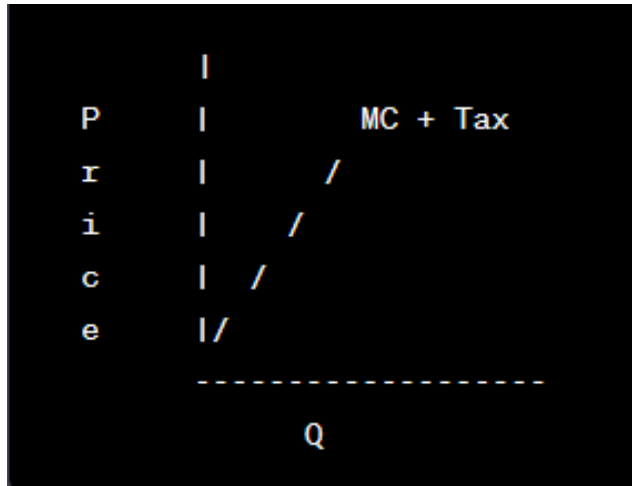 |
P | MC + Tax
r | /
i | /
c | /
e |/
-------------------
Q